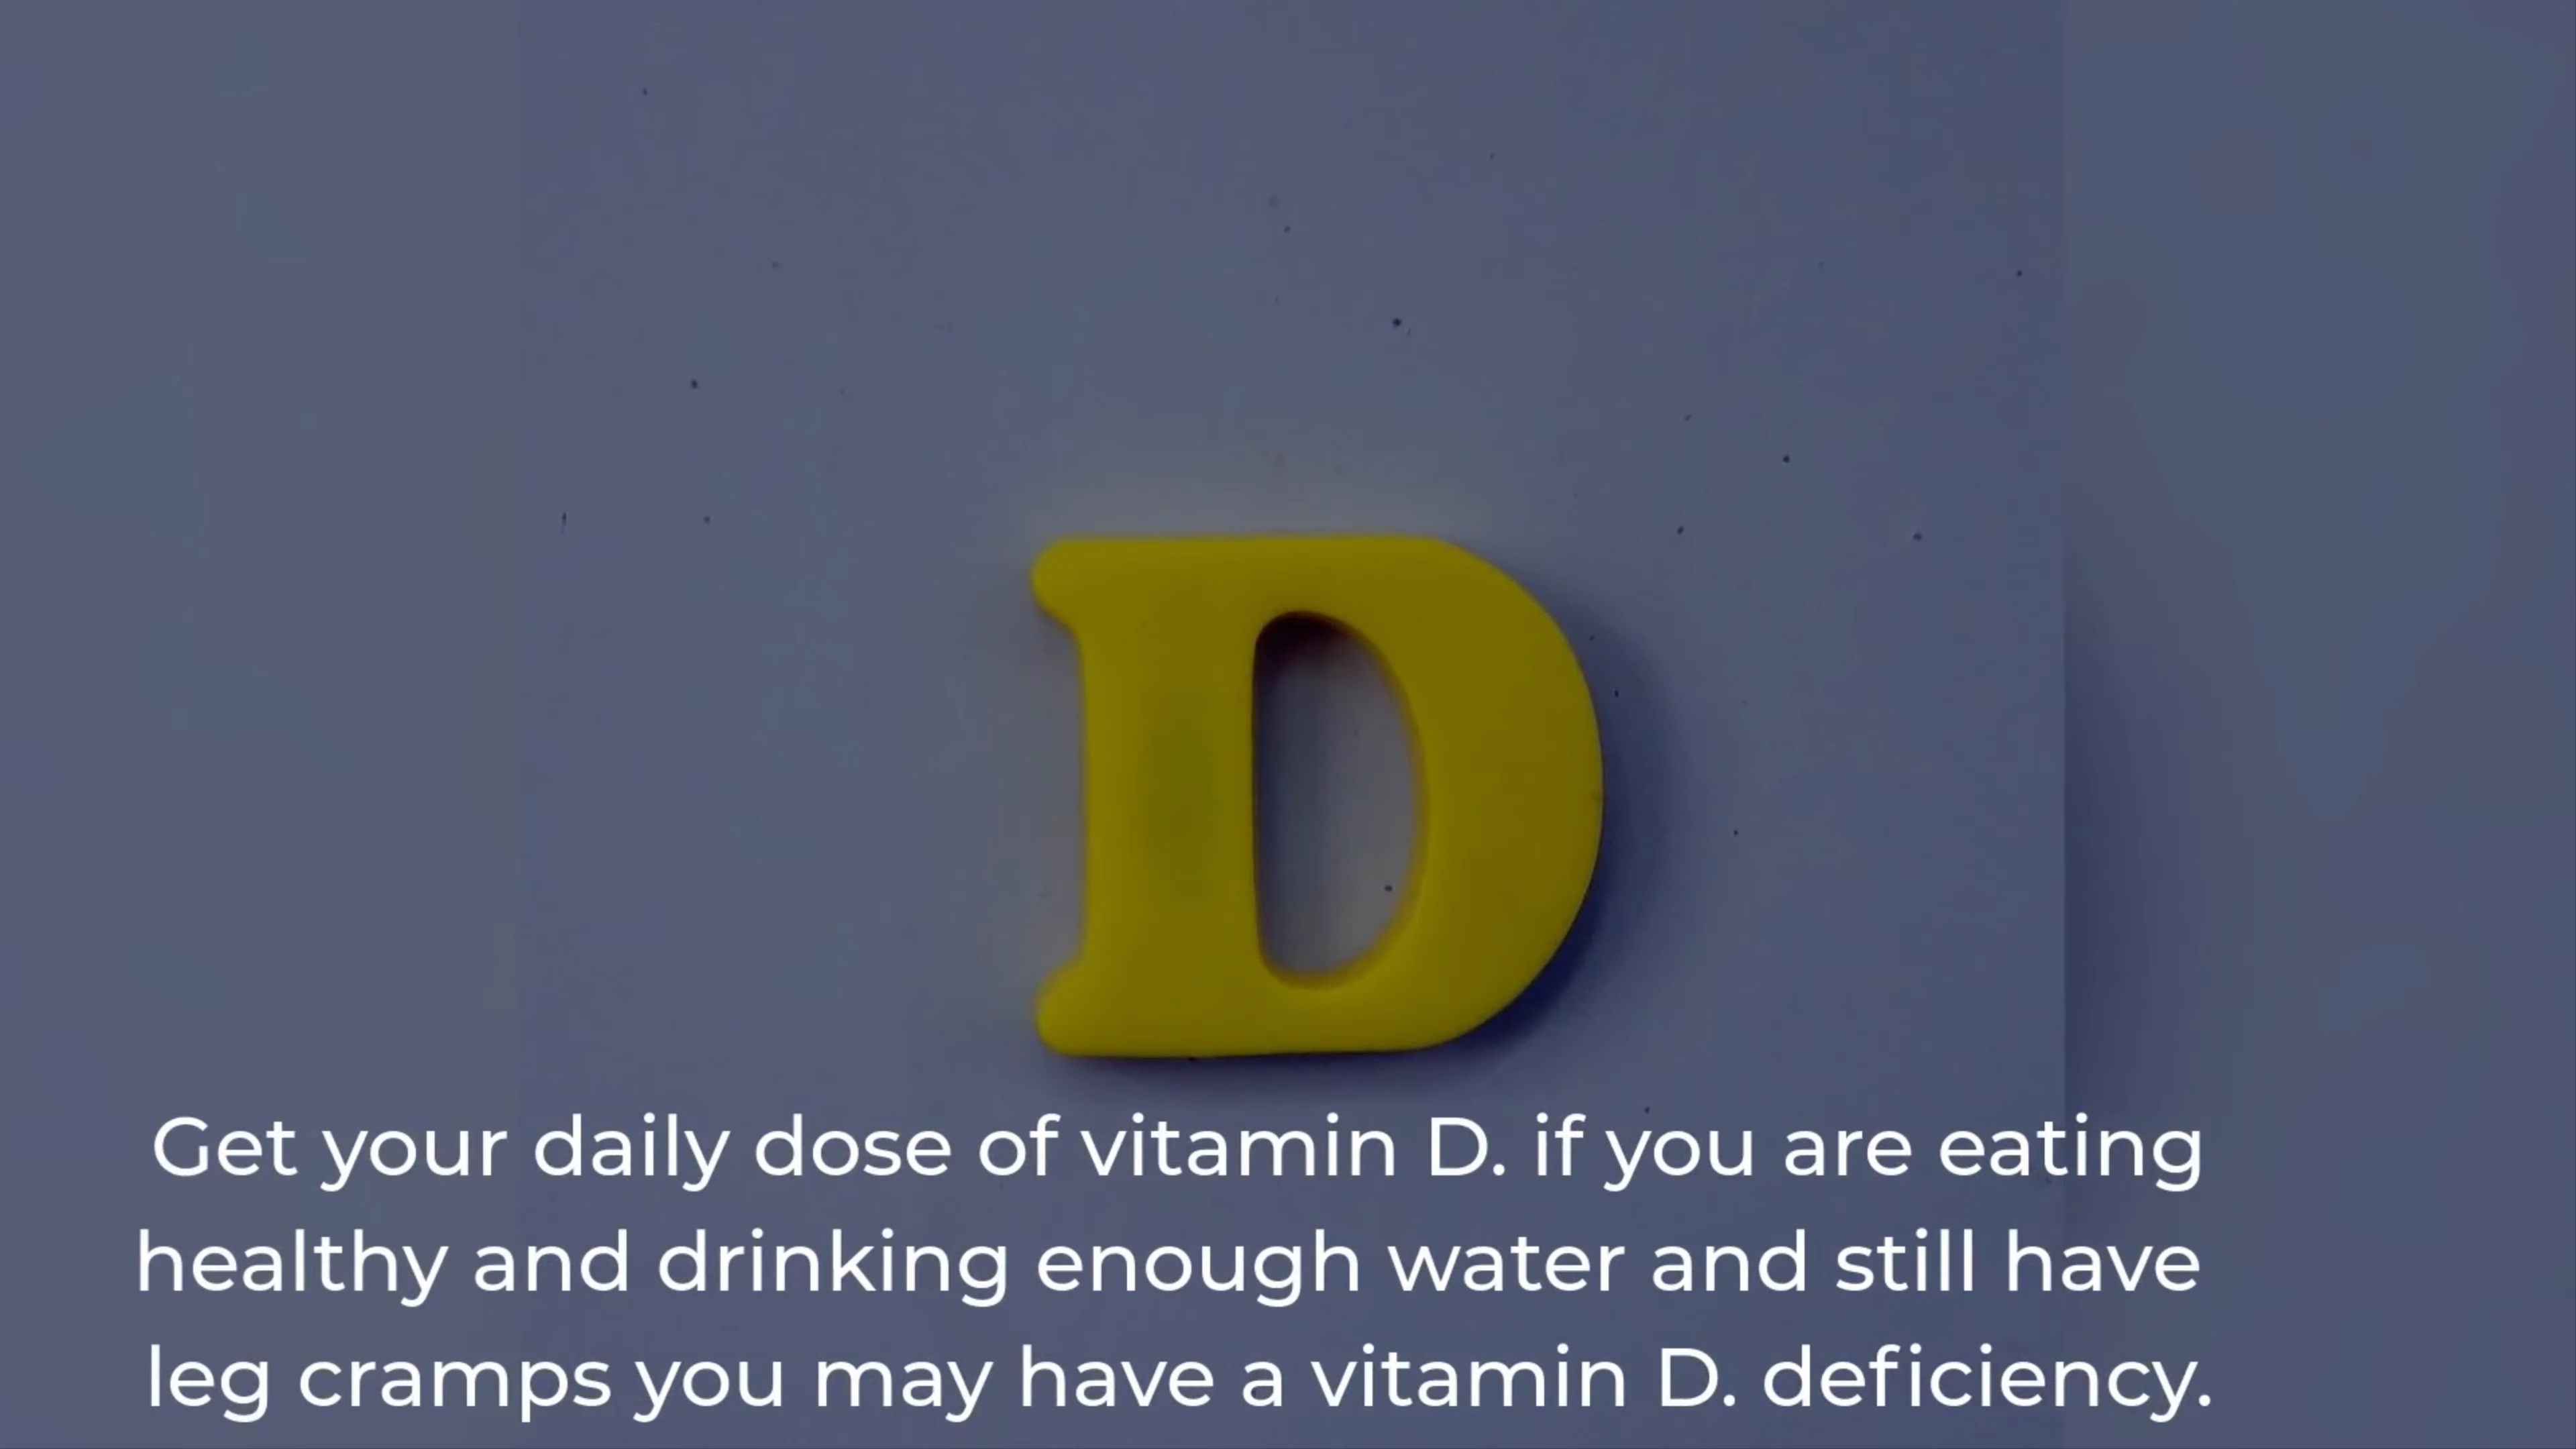 D
Get your daily dose of vitamin D. if you are eating
healthy and drinking enough water and still have
leg cramps you may have a vitamin D. deficiency.